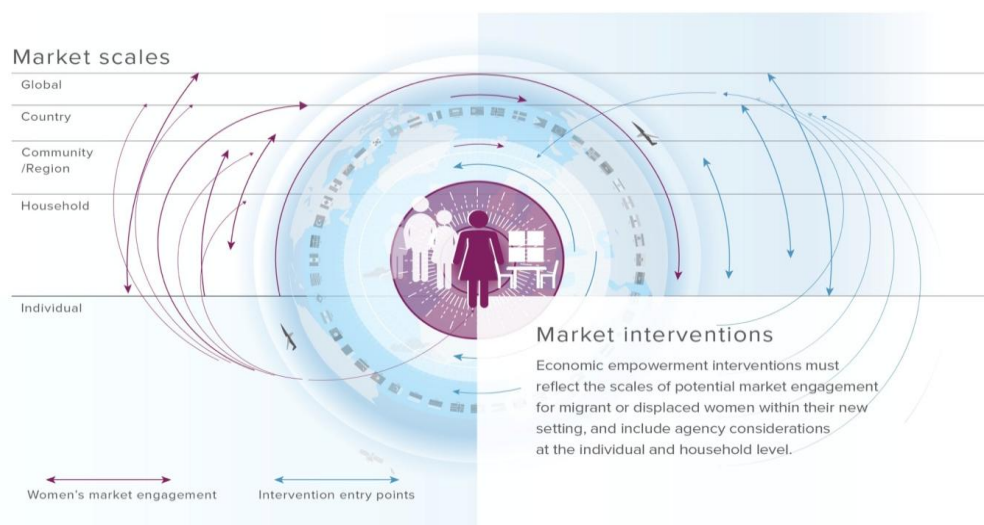 Market scales
Global
Country
Community
/Region
Household
Individual
Market interventions
Economic empowerment interventions must
reflect the scales of potential market engagement
for migrant or displaced women within their new
setting, and include agency considerations
at the individual and household level.
Women's market engagement
Intervention entry points